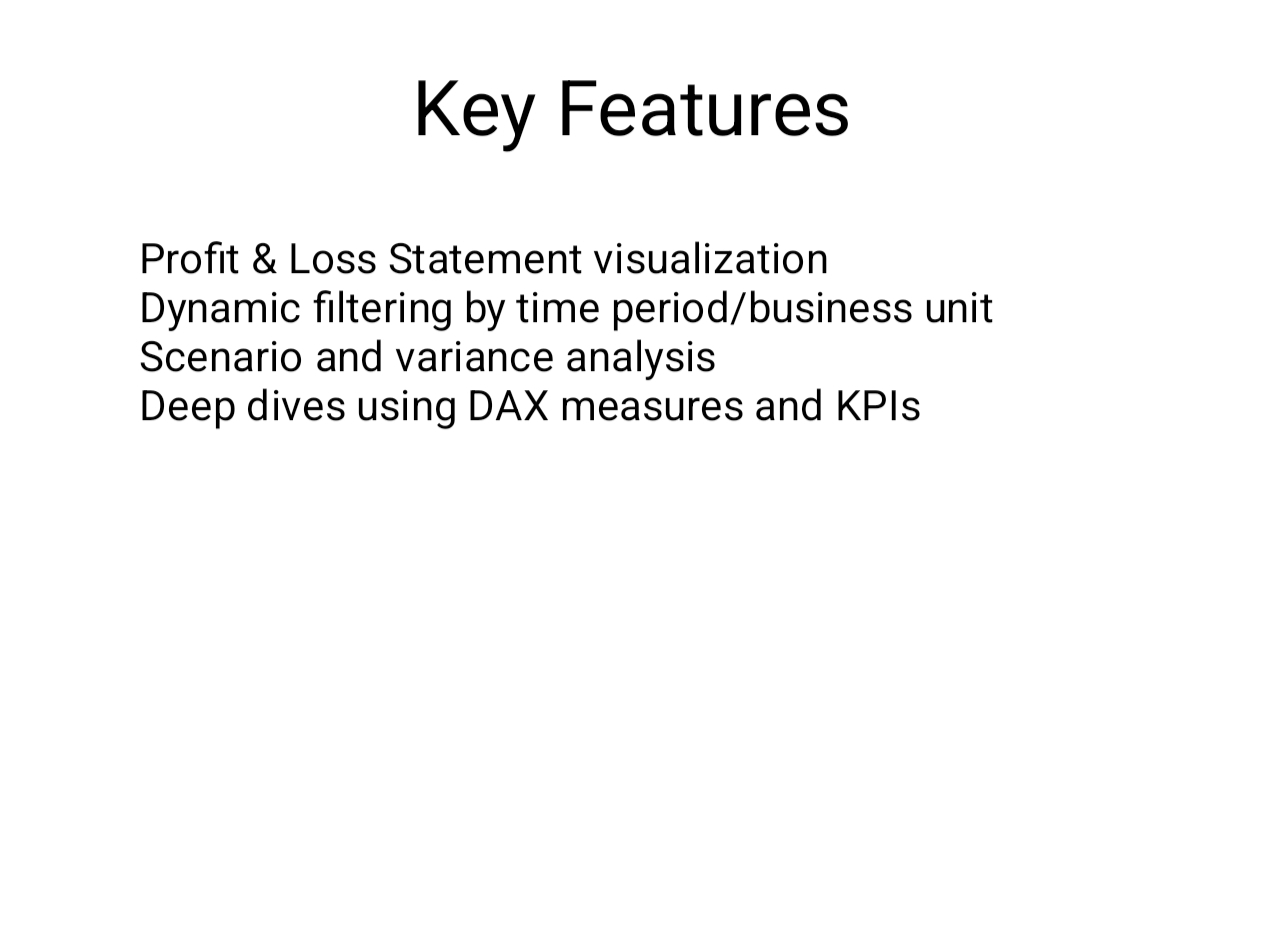 Key Features
Profit & Loss Statement visualization
Dynamic filtering by time period/business unit
Scenario and variance analysis
Deep dives using DAX measures and KPIs